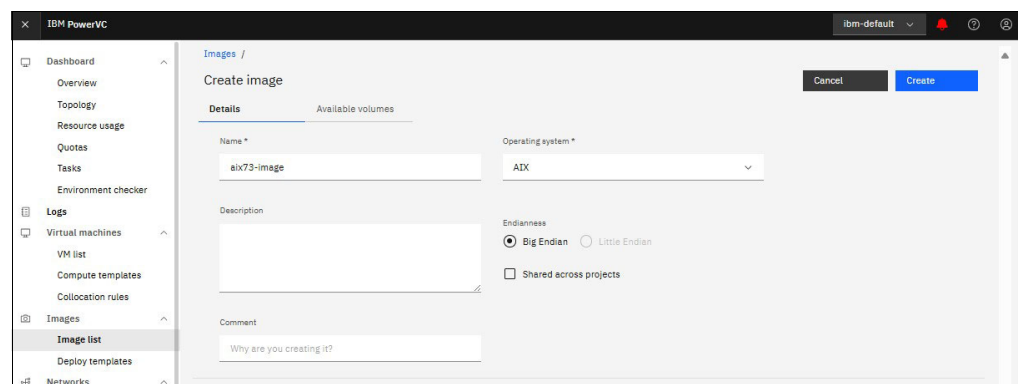 IBM PowerVC
ibm-default
Dashboard
Overview
Topology
Resource usage
Quotas
Tasks
Environment checker
Logs
Virtual machines
VM list
Compute templates
Collocation rules
Images
Image list
Deploy templates
Networks
Images /
Create image
Cancel
Create
Details
Available volumes
Name *
aix73-image
Operating system *
AIX
Description
Endianness
Big Endian
Little Endian
Shared across projects
Comment
Why are you creating it?